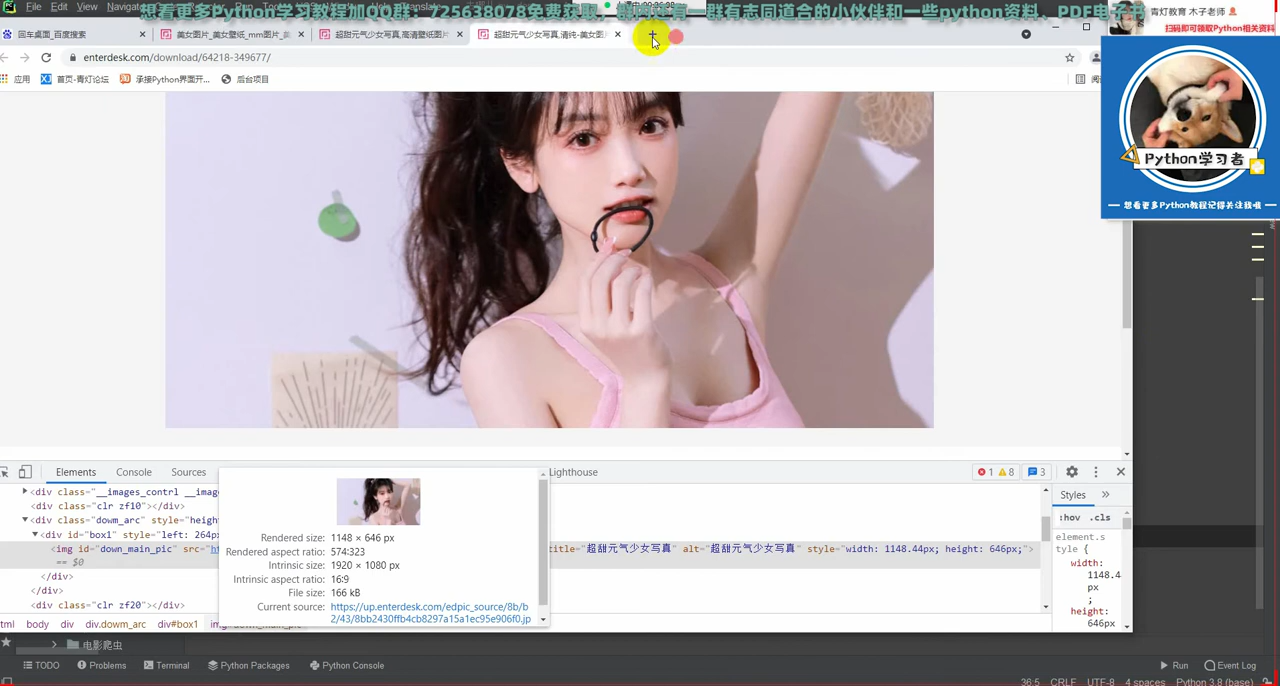 File Edit View
想看更多Python学习教程加QQ群：725638078免费获取，
一群有志同道合的小伙伴和一些python资料、PDF电子书
青灯教育 木子老师
扫码即可领取Python相关资料
回车桌面_百度搜索
美女图片_美女壁纸_mm图片_美
超甜元气少女写真,高清壁纸图片
超甜元气少女写真,清纯-美女图片
enterdesk.com/download/64218-349677/
应用
首页-青灯论坛
承接Python界面开...
后台项目
Python学习者
想看更多Python教程记得关注我哦
Elements
Console
Sources
Lighthouse
1
8
3
<div class="__images_contrl __imag
<div class="clr zf10"></div>
<div class="dowm_arc" style="heigh
<div id="box1" style="left: 264px
<img id="down_main_pic" src="ht
title="超甜元气少女写真" alt="超甜元气少女写真" style="width: 1148.44px; height: 646px;">
== $0
</div>
</div>
<div class="clr zf20"></div>
Rendered size: 1148 × 646 px
Rendered aspect ratio: 574:323
Intrinsic size: 1920 × 1080 px
Intrinsic aspect ratio: 16:9
File size: 166 kB
Current source: https://up.enterdesk.com/edpic_source/8b/b
2/43/8bb2430ffb4cb8297a15a1ec95e906f0.jp
Styles »
:hov .cls
element.s
tyle {
width:
1148.4
px
;
height:
646px
tml body div div.dowm_arc div#box1
电影爬虫
TODO
Problems
Terminal
Python Packages
Python Console
Run
Event Log
36:5 CRLF UTF-8 4 spaces Python 3.8 (base)